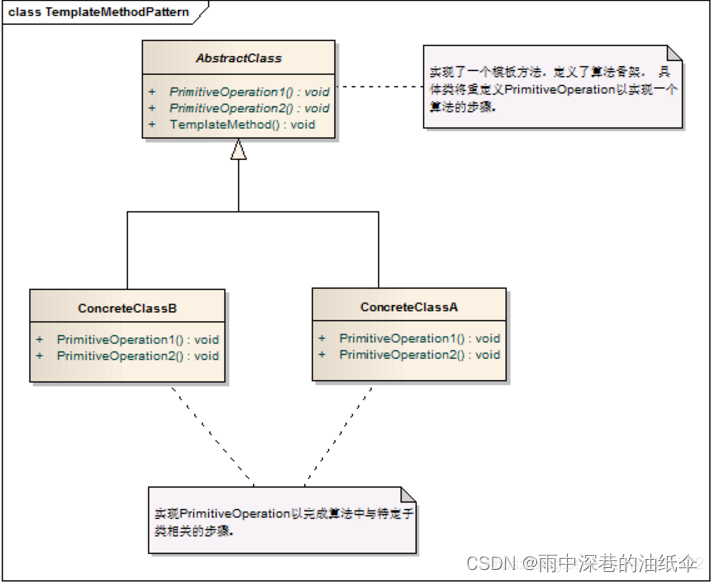 class TemplateMethodPattern
AbstractClass
+ PrimitiveOperation1() : void
+ PrimitiveOperation2() : void
+ TemplateMethod() : void
实现了一个模板方法，定义了算法骨架， 具
体类将重定义PrimitiveOperation以实现一个
算法的步骤。
ConcreteClassB
+ PrimitiveOperation1() : void
+ PrimitiveOperation2() : void
ConcreteClassA
+ PrimitiveOperation1() : void
+ PrimitiveOperation2() : void
实现PrimitiveOperation以完成算法中与特定子
类相关的步骤。
CSDN @雨中深巷的油纸伞